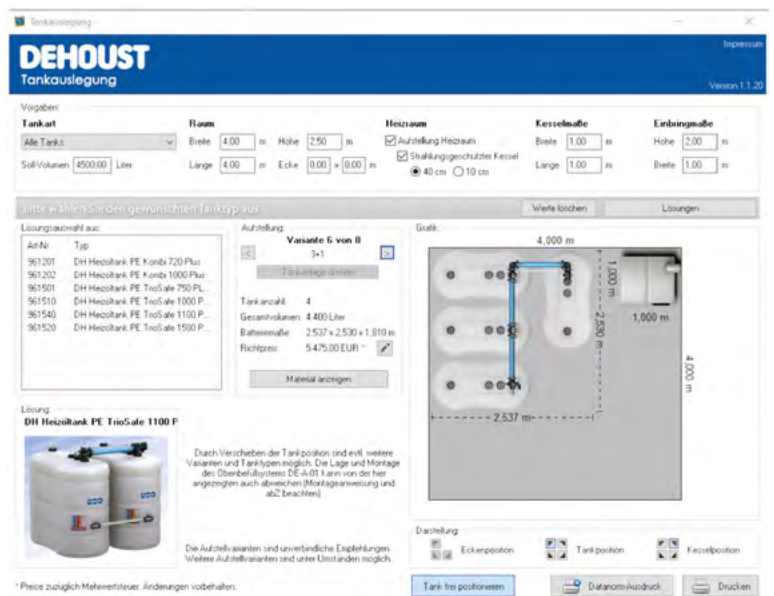 Tankauslegung
DEHOUST
Tankauslegung
Impressum
Version 1.1.20
Vorgaben:
Tankart
Alle Tanks
Soll-Volumen 4500.00 Liter
Raum
Breite 4.00 m Höhe 2.50 m
Länge 4.00 m Ecke 0.00 x 0.00 m
Heizraum
Aufstellung Heizraum
Strahlungsgeschützter Kessel
40 cm 10 cm
Kesselmaße
Breite 1.00 m
Länge 1.00 m
Einbringmaße
Höhe 2.00 m
Breite 1.00 m
Bitte wählen Sie den gewünschten Tanktyp aus
Werte löschen
Lösungen
Lösungsauswahl aus:
Art-Nr Typ
961201 DH Heizöltank PE Kombi 720 Plus
961202 DH Heizöltank PE Kombi 1000 Plus
961501 DH Heizöltank PE TrioSafe 750 PL...
961510 DH Heizöltank PE TrioSafe 1000 P...
961540 DH Heizöltank PE TrioSafe 1100 P...
961520 DH Heizöltank PE TrioSafe 1500 P...
Aufstellung:
Variante 6 von 8
< 3+1 >
Tankanlage drehen
Tankanzahl: 4
Gesamtvolumen: 4.400 Liter
Batteriemaße: 2,537 x 2,530 x 1,810 m
Richtpreis: 5.475,00 EUR *
Material anzeigen
Grafik:
4,000 m
1,000 m
1,000 m
2,530 m
4,000 m
2,537 m
Lösung:
DH Heizöltank PE TrioSafe 1100 P
Durch Verschieben der Tankposition sind evtl. weitere
Varianten und Tanktypen möglich. Die Lage und Montage
des Obenbefüllsystems DE-A-01 kann von der hier
angezeigten auch abweichen (Montageanweisung und
abZ beachten)
Die Aufstellvarianten sind unverbindliche Empfehlungen.
Weitere Aufstellvarianten sind unter Umständen möglich.
Darstellung:
Eckenposition
Tankposition
Kesselposition
* Preise zuzüglich Mehrwertsteuer. Änderungen vorbehalten.
Tank frei positionieren
Datanorm-Ausdruck
Drucken